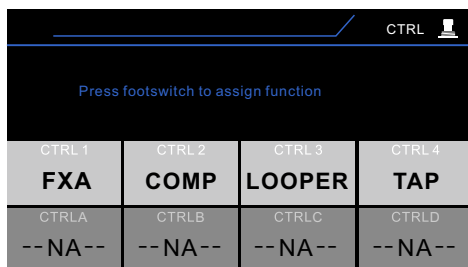 CTRL
Press footswitch to assign function
CTRL 1 CTRL 2 CTRL 3 CTRL 4
FXA COMP LOOPER TAP
CTRLA CTRLB CTRLC CTRLD
--NA-- --NA-- --NA-- --NA--